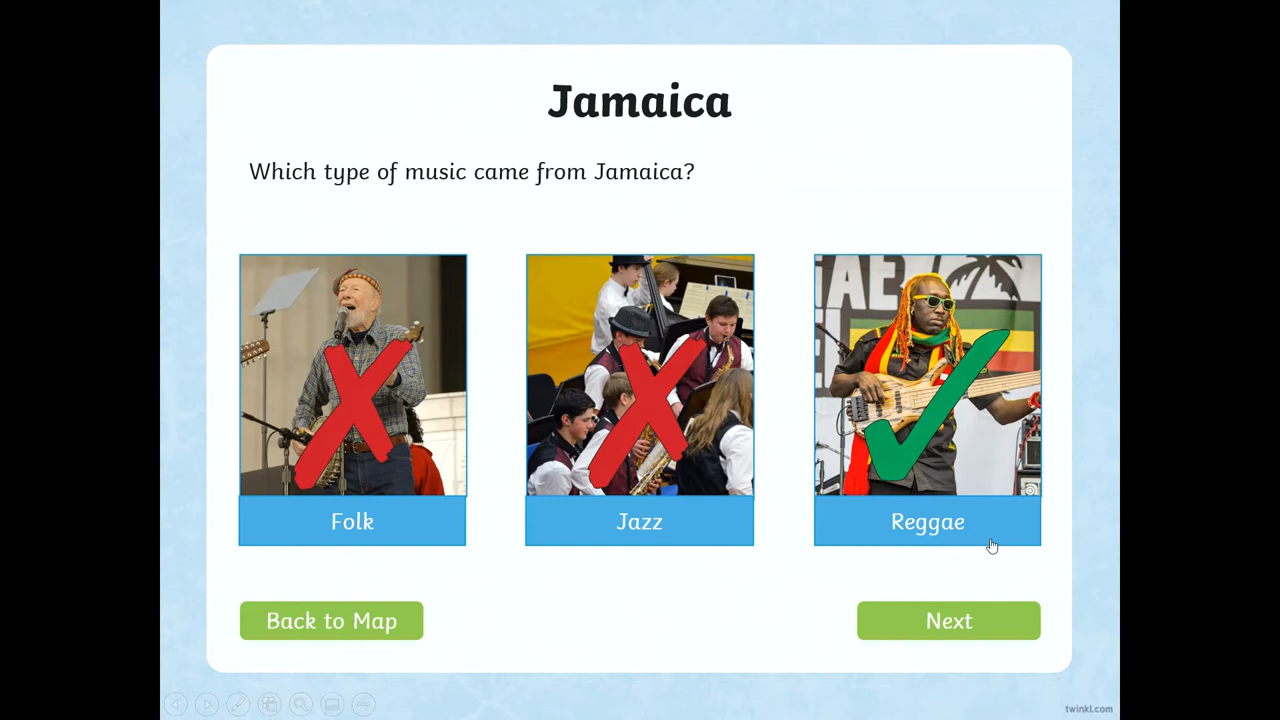 Jamaica
Which type of music came from Jamaica?
Folk
Jazz
Reggae
Back to Map
Next
twinkl.com